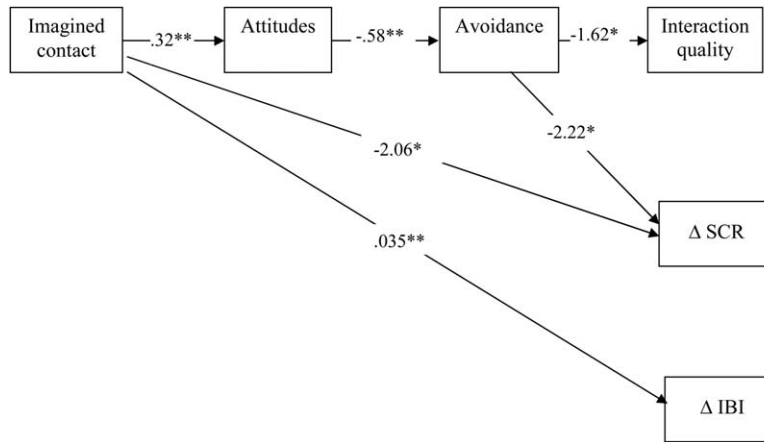 Imagined
contact
.32**
Attitudes
-.58**
Avoidance
-1.62*
Interaction
quality
-2.22*
-2.06*
Δ SCR
.035**
Δ IBI